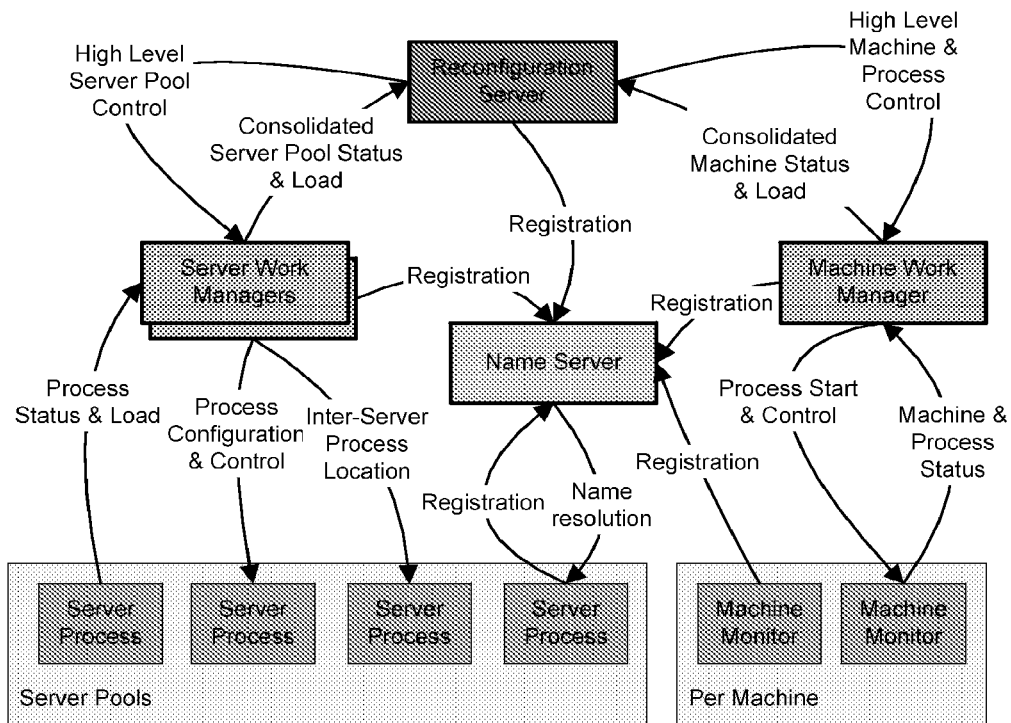 High Level
Server Pool
Control
Reconfiguration
Server
High Level
Machine &
Process
Control
Consolidated
Server Pool Status
& Load
Consolidated
Machine Status
& Load
Registration
Server Work
Managers
Registration
Machine Work
Manager
Registration
Name Server
Process
Status & Load
Process
Configuration
& Control
Inter-Server
Process
Location
Process Start
& Control
Machine &
Process
Status
Registration
Name
resolution
Registration
Server
Process
Server
Process
Server
Process
Server
Process
Machine
Monitor
Machine
Monitor
Server Pools
Per Machine